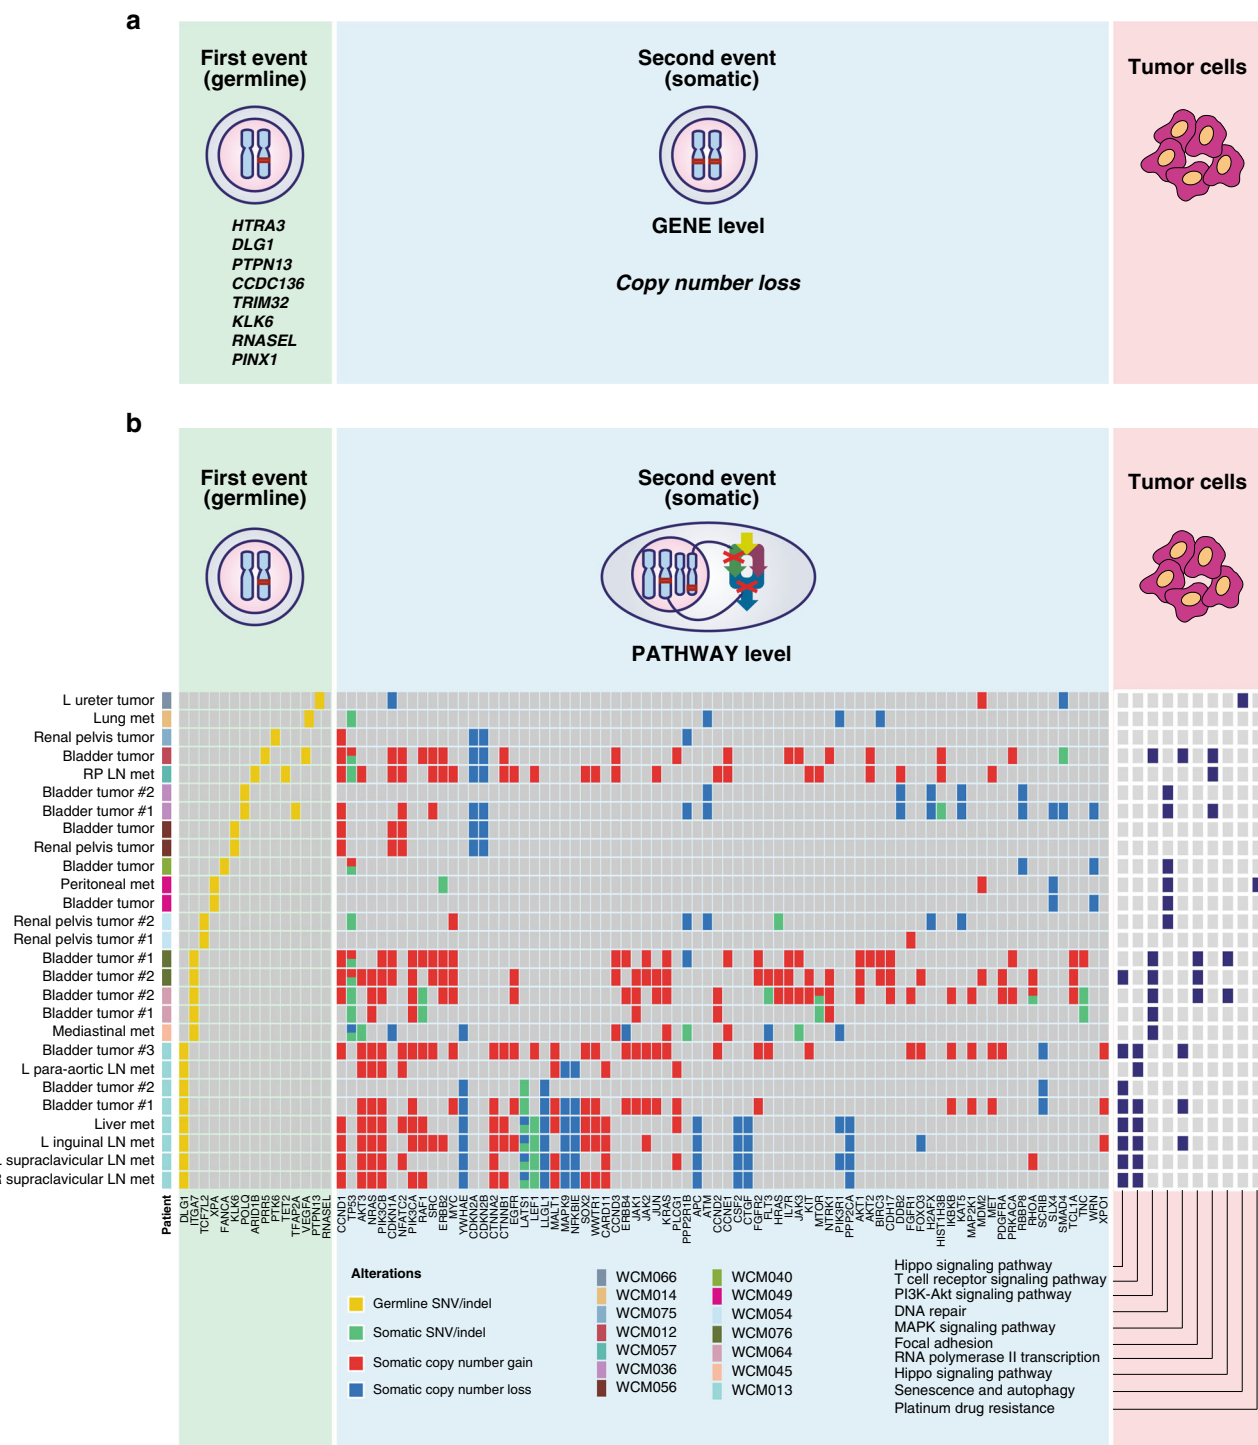 a
First event
(germline)
Second event
(somatic)
Tumor cells
HTRA3
DLG1
PTPN13
CCDC136
TRIM32
KLK6
RNASEL
PINX1
GENE level
Copy number loss
b
First event
(germline)
Second event
(somatic)
Tumor cells
PATHWAY level
L ureter tumor
Lung met
Renal pelvis tumor
Bladder tumor
RP LN met
Bladder tumor #2
Bladder tumor #1
Bladder tumor
Renal pelvis tumor
Bladder tumor
Peritoneal met
Bladder tumor
Renal pelvis tumor #2
Renal pelvis tumor #1
Bladder tumor #1
Bladder tumor #2
Bladder tumor #2
Bladder tumor #1
Mediastinal met
Bladder tumor #3
L para-aortic LN met
Bladder tumor #2
Bladder tumor #1
Liver met
L inguinal LN met
supraclavicular LN met
supraclavicular LN met
Patient
DLG1
ITGA7
TCF7L2
XPA
FANCA
KLK6
POLQ
ARID1A
PRR5
PTK6
TET2
TFAP2A
VEGFA
PTPN13
RNASEL
CCND1
TP53
AKT3
NRAS
PIK3CB
CDKN1A
NFATC2
PIK3CA
RAF1
SRC
ERBB2
MYC
YWHAE
CDKN2A
CDKN2B
CTNNA2
CTNNB1
EGFR
LATS1
LEF1
LLGL1
MALT1
MAPK9
NFKBIE
SOX2
WWTR1
CARD11
CCND3
ERBB4
JAK1
JAK2
JUN
KRAS
PLCG1
PPP2R1B
APC
ATM
CCND2
CCNE1
CSF2
CTGF
FGFR2
FLT3
HRAS
IL7R
JAK3
KIT
MTOR
NTRK1
PIK3R1
PPP2CA
AKT1
AKT2
BIRC3
CDH17
DDB2
FGFR1
FOXO3
H2AFX
HIST1H3B
IKBKB
KAT5
MAP2K1
MDM2
MET
PDGFRA
PRKACA
RBBP8
RHOA
SCRIB
SLX4
SMAD4
TCL1A
TNC
WRN
XPO1
Alterations
Germline SNV/indel
Somatic SNV/indel
Somatic copy number gain
Somatic copy number loss
WCM066
WCM014
WCM075
WCM012
WCM057
WCM036
WCM056
WCM040
WCM049
WCM054
WCM076
WCM064
WCM045
WCM013
Hippo signaling pathway
T cell receptor signaling pathway
PI3K-Akt signaling pathway
DNA repair
MAPK signaling pathway
Focal adhesion
RNA polymerase II transcription
Hippo signaling pathway
Senescence and autophagy
Platinum drug resistance